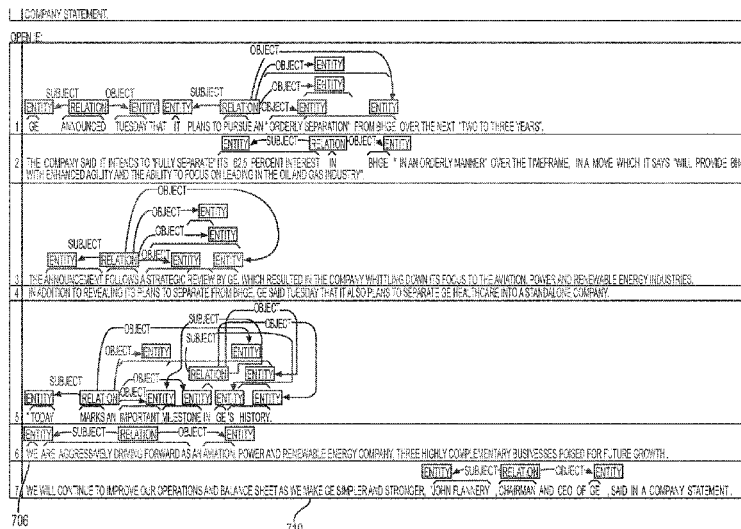 COMPANY STATEMENT.
OPEN IE:
OBJECT
OBJECT ENTITY
ENTITY
SUBJECT OBJECT SUBJECT OBJECT
ENTITY RELATION ENTITY ENTITY RELATION OBJECT ENTITY ENTITY
1 GE ANNOUNCED TUESDAY THAT IT PLANS TO PURSUE AN "ORDERLY SEPARATION" FROM BHGE OVER THE NEXT "TWO TO THREE YEARS".
ENTITY SUBJECT RELATION OBJECT ENTITY
2 THE COMPANY SAID IT INTENDS TO "FULLY SEPARATE" ITS 62.5 PERCENT INTEREST IN BHGE "IN AN ORDERLY MANNER" OVER THE TIMEFRAME, IN A MOVE WHICH IT SAYS "WILL PROVIDE
WITH ENHANCED AGILITY AND THE ABILITY TO FOCUS ON LEADING IN THE OIL AND GAS INDUSTRY"
OBJECT
OBJECT ENTITY
OBJECT ENTITY
SUBJECT
ENTITY RELATION OBJECT ENTITY ENTITY
3 THE ANNOUNCEMENT FOLLOWS A STRATEGIC REVIEW BY GE, WHICH RESULTED IN THE COMPANY WHITTLING DOWN ITS FOCUS TO THE AVIATION, POWER AND RENEWABLE ENERGY INDUSTRIES.
4 IN ADDITION TO REVEALING ITS PLANS TO SEPARATE FROM BHGE, GE SAID TUESDAY THAT IT ALSO PLANS TO SEPARATE GE HEALTHCARE INTO A STANDALONE COMPANY.
OBJECT
SUBJECT OBJECT
OBJECT SUBJECT
OBJECT ENTITY ENTITY
SUBJECT OBJECT RELATION ENTITY
ENTITY RELATION OBJECT ENTITY ENTITY ENTITY ENTITY
5 "TODAY MARKS AN IMPORTANT MILESTONE IN GE'S HISTORY.
ENTITY SUBJECT RELATION OBJECT ENTITY
6 WE ARE AGGRESSIVELY DRIVING FORWARD AS AN AVIATION, POWER AND RENEWABLE ENERGY COMPANY, THREE HIGHLY COMPLEMENTARY BUSINESSES POISED FOR FUTURE GROWTH.
ENTITY SUBJECT RELATION OBJECT ENTITY
7 WE WILL CONTINUE TO IMPROVE OUR OPERATIONS AND BALANCE SHEET AS WE MAKE GE SIMPLER AND STRONGER, "JOHN FLANNERY, CHAIRMAN AND CEO OF GE, SAID IN A COMPANY STATEMENT.
706
710